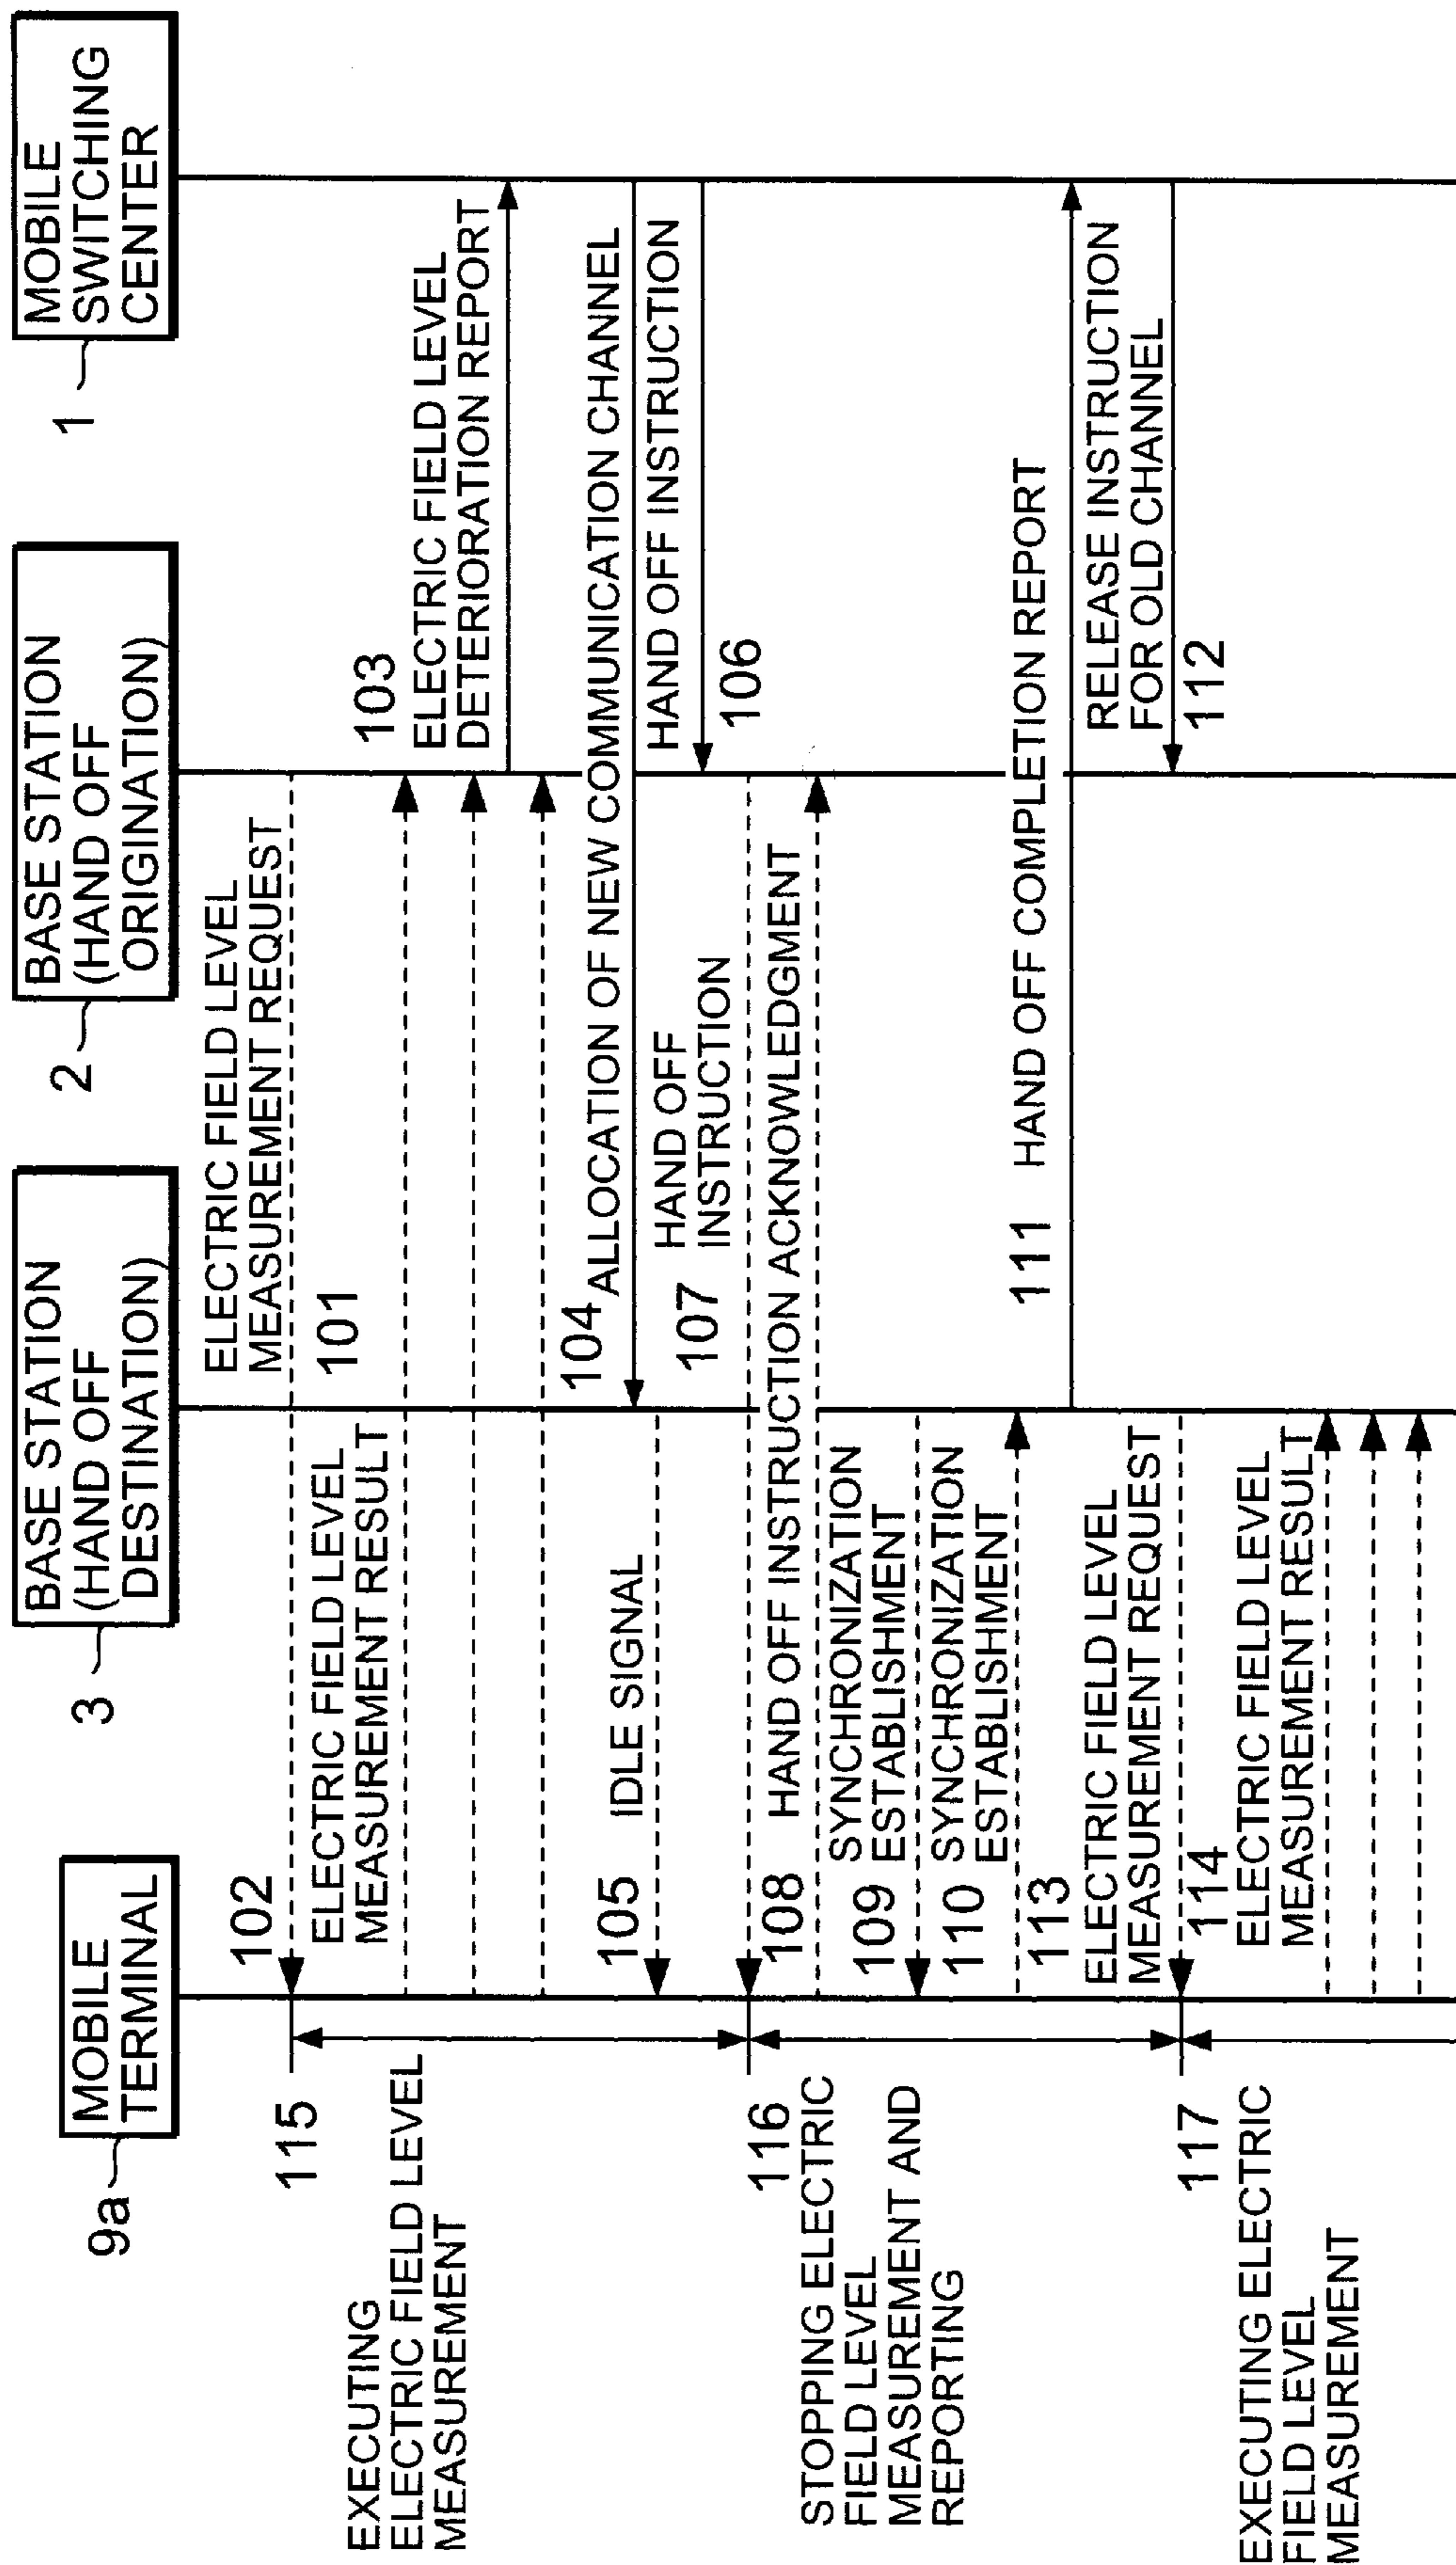 9a
MOBILE
TERMINAL
3
BASE STATION
(HAND OFF
DESTINATION)
2
BASE STATION
(HAND OFF
ORIGINATION)
1
MOBILE
SWITCHING
CENTER
ELECTRIC FIELD LEVEL
MEASUREMENT REQUEST
101
102
115
EXECUTING
ELECTRIC FIELD LEVEL
MEASUREMENT
ELECTRIC FIELD LEVEL
MEASUREMENT RESULT
103
ELECTRIC FIELD LEVEL
DETERIORATION REPORT
104
ALLOCATION OF NEW COMMUNICATION CHANNEL
105
IDLE SIGNAL
HAND OFF INSTRUCTION
106
107
HAND OFF
INSTRUCTION
116
STOPPING ELECTRIC
FIELD LEVEL
MEASUREMENT AND
REPORTING
108
HAND OFF INSTRUCTION ACKNOWLEDGMENT
109
SYNCHRONIZATION
ESTABLISHMENT
110
SYNCHRONIZATION
ESTABLISHMENT
111
HAND OFF COMPLETION REPORT
RELEASE INSTRUCTION
FOR OLD CHANNEL
112
113
ELECTRIC FIELD LEVEL
MEASUREMENT REQUEST
117
EXECUTING ELECTRIC
FIELD LEVEL
MEASUREMENT
114
ELECTRIC FIELD LEVEL
MEASUREMENT RESULT